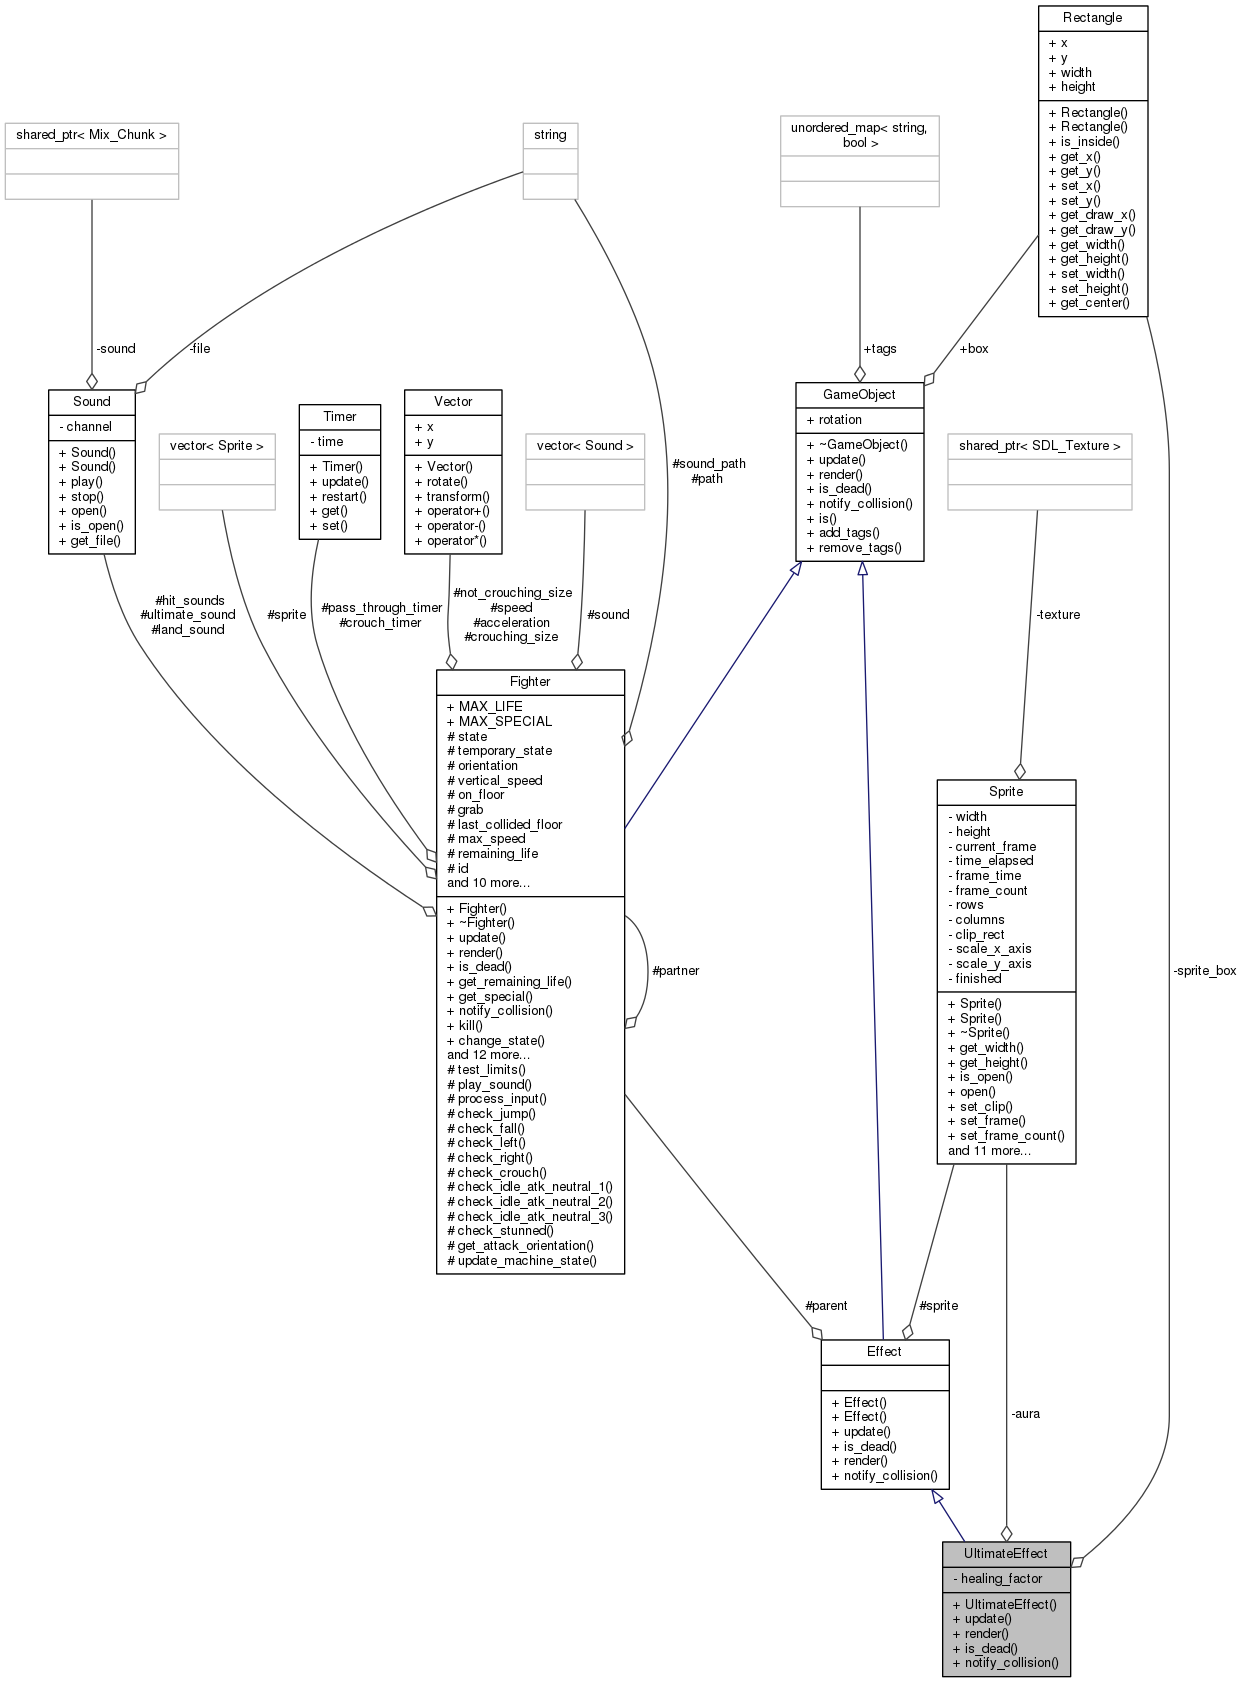 Rectangle
+ x
+ y
+ width
+ height
+ Rectangle()
+ Rectangle()
+ is_inside()
+ get_x()
+ get_y()
+ set_x()
+ set_y()
+ get_draw_x()
+ get_draw_y()
+ get_width()
+ get_height()
+ set_width()
+ set_height()
+ get_center()
shared_ptr< Mix_Chunk >
string
unordered_map< string,
bool >
-sound
-file
+tags
+box
Sound
- channel
+ Sound()
+ Sound()
+ play()
+ stop()
+ open()
+ is_open()
+ get_file()
vector< Sprite >
Timer
- time
+ Timer()
+ update()
+ restart()
+ get()
+ set()
Vector
+ x
+ y
+ Vector()
+ rotate()
+ transform()
+ operator+()
+ operator-()
+ operator*()
vector< Sound >
#sound_path
#path
GameObject
+ rotation
+ ~GameObject()
+ update()
+ render()
+ is_dead()
+ notify_collision()
+ is()
+ add_tags()
+ remove_tags()
shared_ptr< SDL_Texture >
#hit_sounds
#ultimate_sound
#land_sound
#sprite
#pass_through_timer
#crouch_timer
#not_crouching_size
#speed
#acceleration
#crouching_size
#sound
-texture
Fighter
+ MAX_LIFE
+ MAX_SPECIAL
# state
# temporary_state
# orientation
# vertical_speed
# on_floor
# grab
# last_collided_floor
# max_speed
# remaining_life
# id
and 10 more...
+ Fighter()
+ ~Fighter()
+ update()
+ render()
+ is_dead()
+ get_remaining_life()
+ get_special()
+ notify_collision()
+ kill()
+ change_state()
and 12 more...
# test_limits()
# play_sound()
# process_input()
# check_jump()
# check_fall()
# check_left()
# check_right()
# check_crouch()
# check_idle_atk_neutral_1()
# check_idle_atk_neutral_2()
# check_idle_atk_neutral_3()
# check_stunned()
# get_attack_orientation()
# update_machine_state()
#partner
Sprite
- width
- height
- current_frame
- time_elapsed
- frame_time
- frame_count
- rows
- columns
- clip_rect
- scale_x_axis
- scale_y_axis
- finished
+ Sprite()
+ Sprite()
+ ~Sprite()
+ get_width()
+ get_height()
+ is_open()
+ open()
+ set_clip()
+ set_frame()
+ set_frame_count()
and 11 more...
-sprite_box
#parent
#sprite
Effect
+ Effect()
+ Effect()
+ update()
+ is_dead()
+ render()
+ notify_collision()
-aura
UltimateEffect
- healing_factor
+ UltimateEffect()
+ update()
+ render()
+ is_dead()
+ notify_collision()